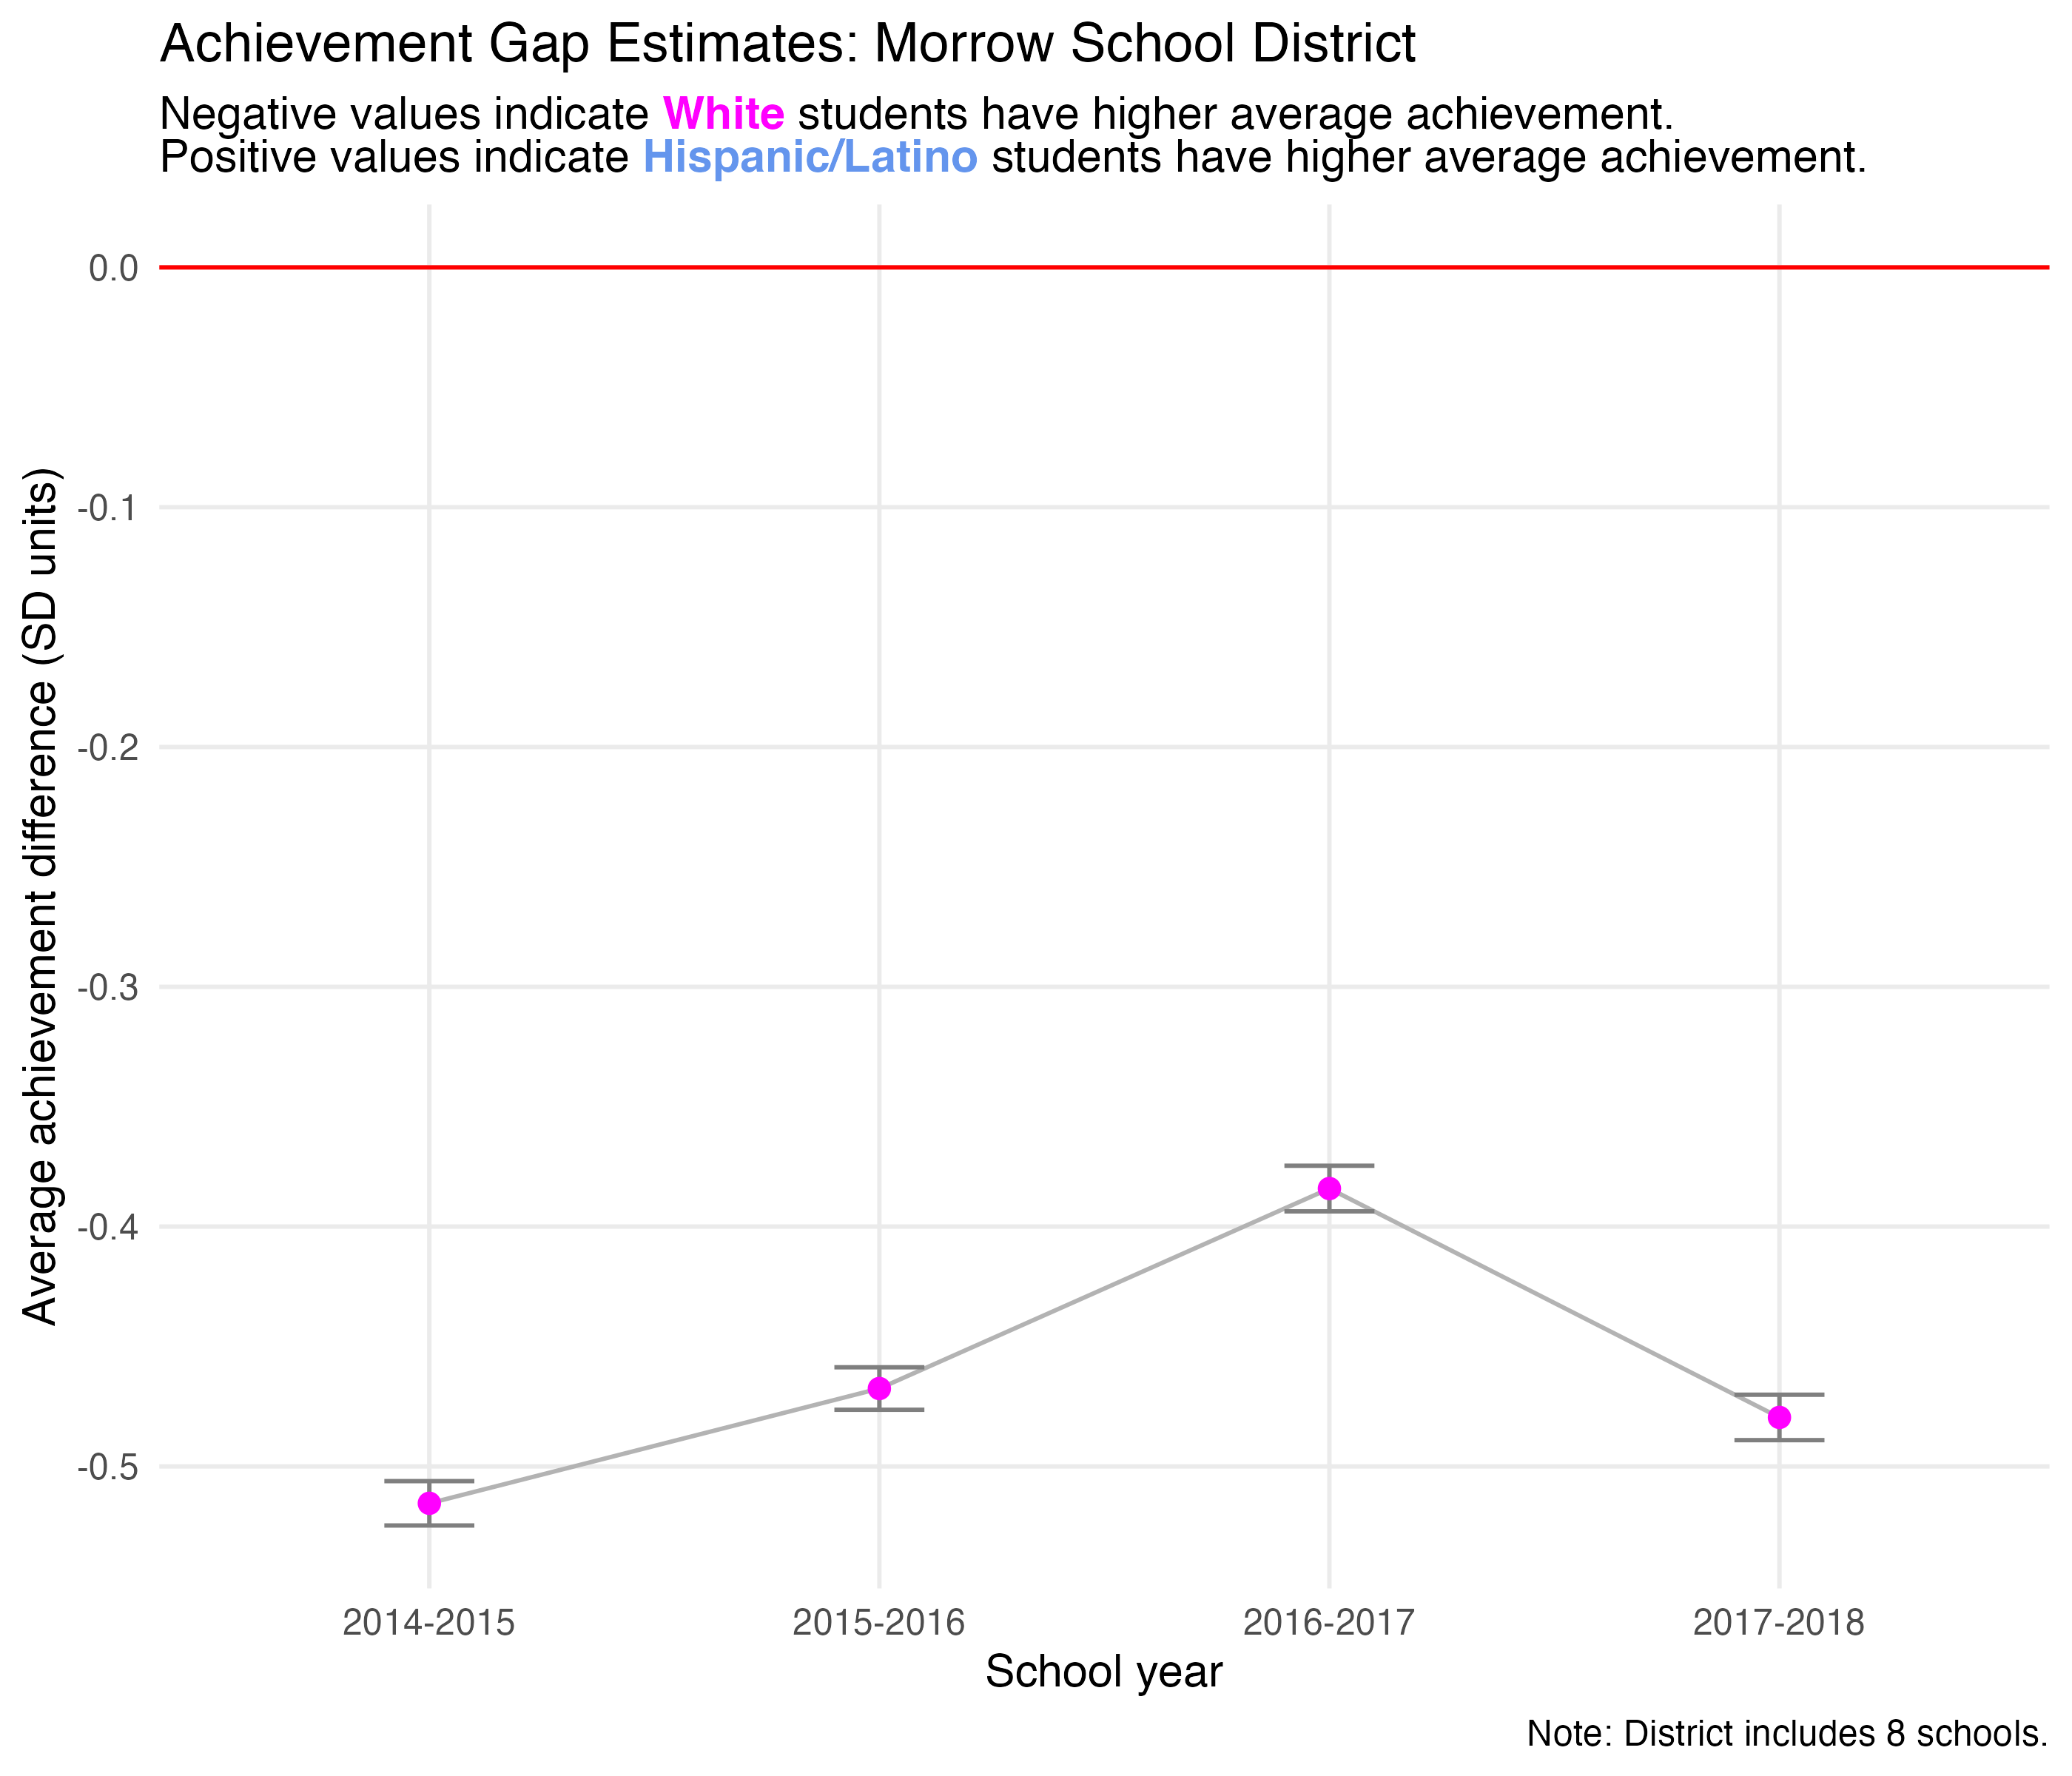 Achievement Gap Estimates: Morrow School District
Negative values indicate White students have higher average achievement.
Positive values indicate Hispanic/Latino students have higher average achievement.
Average achievement difference (SD units)
0.0
-0.1
-0.2
-0.3
-0.4
-0.5
2014-2015
2015-2016
2016-2017
2017-2018
School year
Note: District includes 8 schools.